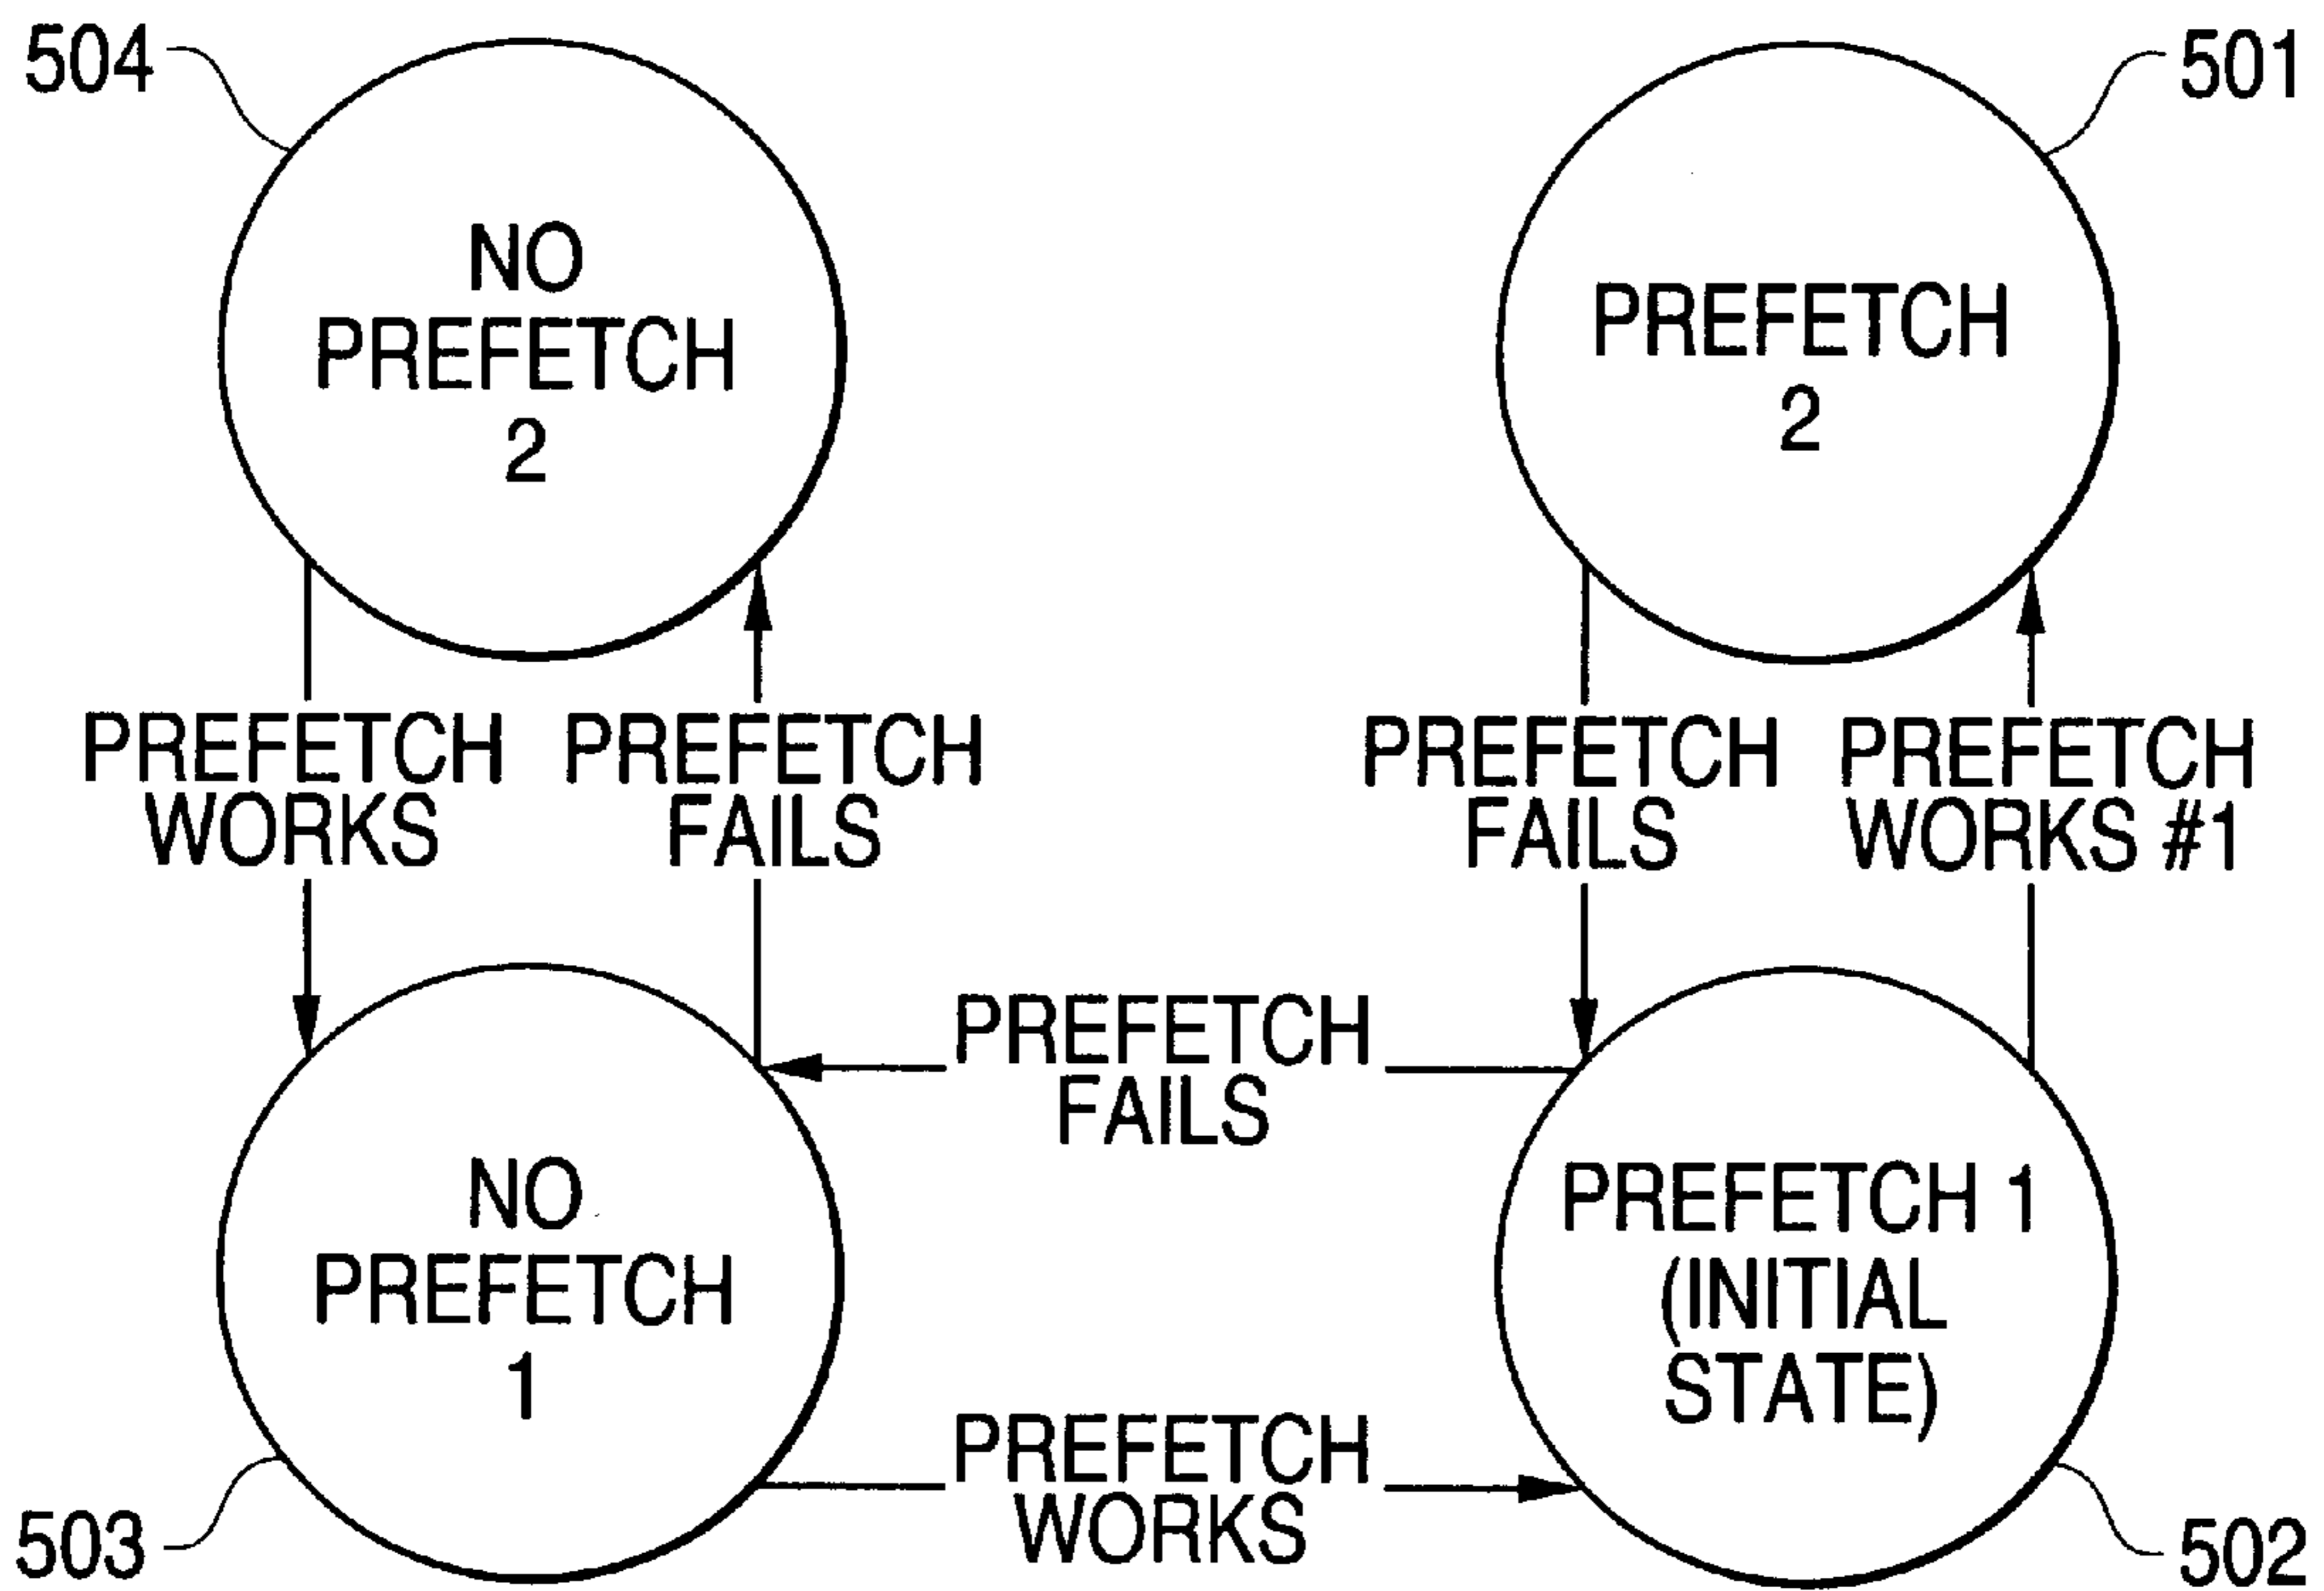 504
501
NO
PREFETCH
2
PREFETCH
2
PREFETCH
WORKS
PREFETCH
FAILS
PREFETCH
FAILS
PREFETCH
WORKS #1
PREFETCH
FAILS
NO
PREFETCH
1
PREFETCH 1
(INITIAL
STATE)
PREFETCH
WORKS
503
502